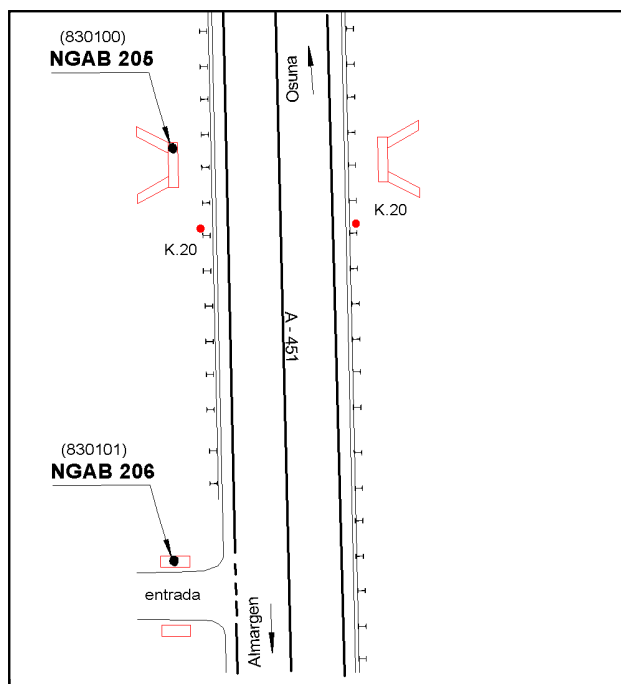 (830100)
NGAB 205
Osuna
K.20
K.20
A - 451
(830101)
NGAB 206
entrada
Almargen